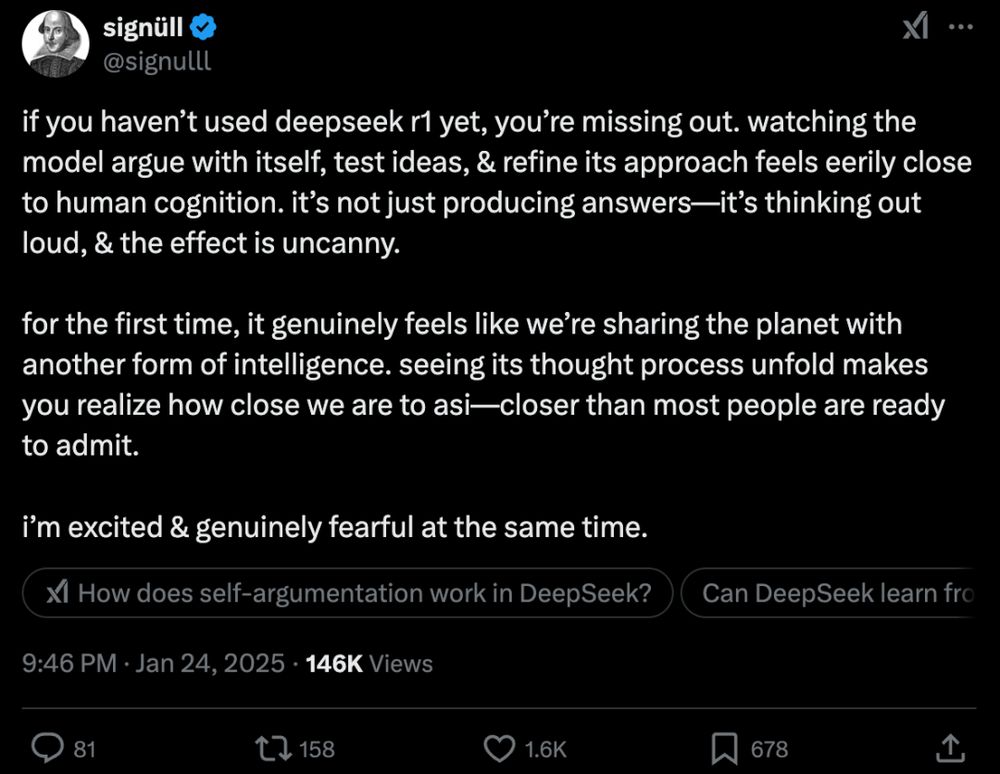 signüll
@signulll
if you haven’t used deepseek r1 yet, you’re missing out. watching the
model argue with itself, test ideas, & refine its approach feels eerily close
to human cognition. it’s not just producing answers—it’s thinking out
loud, & the effect is uncanny.
for the first time, it genuinely feels like we’re sharing the planet with
another form of intelligence. seeing its thought process unfold makes
you realize how close we are to asi—closer than most people are ready
to admit.
i’m excited & genuinely fearful at the same time.
How does self-argumentation work in DeepSeek? Can DeepSeek learn fro
9:46 PM · Jan 24, 2025 · 146K Views
81 158 1.6K 678